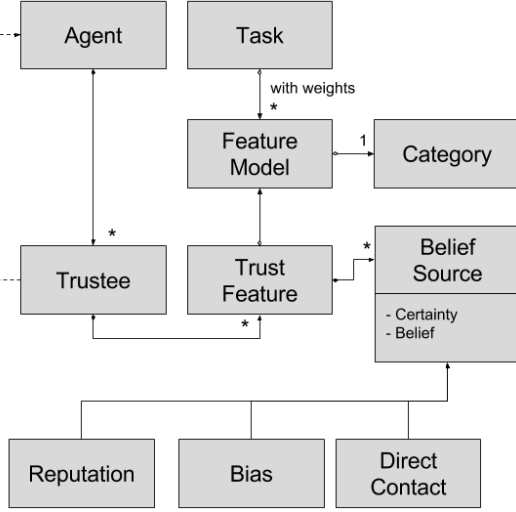 Agent
Task
with weights
*
Feature
Model
1
Category
*
Trustee
Trust
Feature
*
Belief
Source
- Certainty
- Belief
*
Reputation
Bias
Direct
Contact